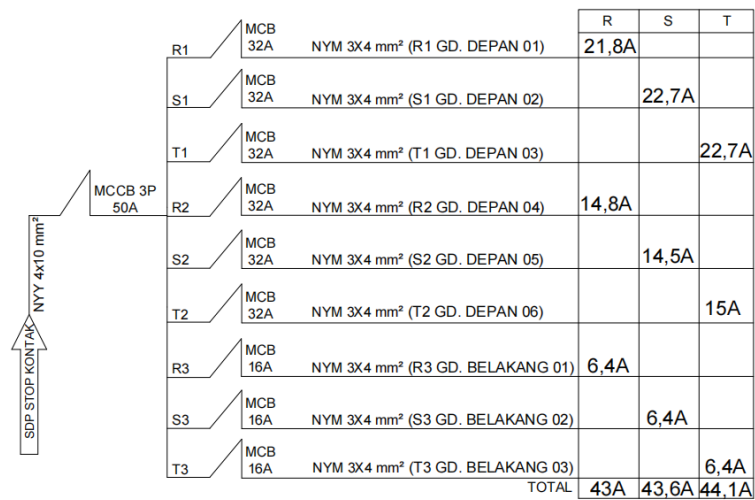 R S T
R1 MCB 32A NYM 3X4 mm² (R1 GD. DEPAN 01) 21,8A
S1 MCB 32A NYM 3X4 mm² (S1 GD. DEPAN 02) 22,7A
T1 MCB 32A NYM 3X4 mm² (T1 GD. DEPAN 03) 22,7A
MCCB 3P
50A
R2 MCB 32A NYM 3X4 mm² (R2 GD. DEPAN 04) 14,8A
S2 MCB 32A NYM 3X4 mm² (S2 GD. DEPAN 05) 14,5A
T2 MCB 32A NYM 3X4 mm² (T2 GD. DEPAN 06) 15A
R3 MCB 16A NYM 3X4 mm² (R3 GD. BELAKANG 01) 6,4A
S3 MCB 16A NYM 3X4 mm² (S3 GD. BELAKANG 02) 6,4A
T3 MCB 16A NYM 3X4 mm² (T3 GD. BELAKANG 03) 6,4A
TOTAL 43A 43,6A 44,1A
NYY 4x10 mm²
SDP STOP KONTAK